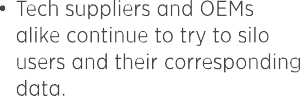 • Tech suppliers and OEMs
alike continue to try to silo
users and their corresponding
data.